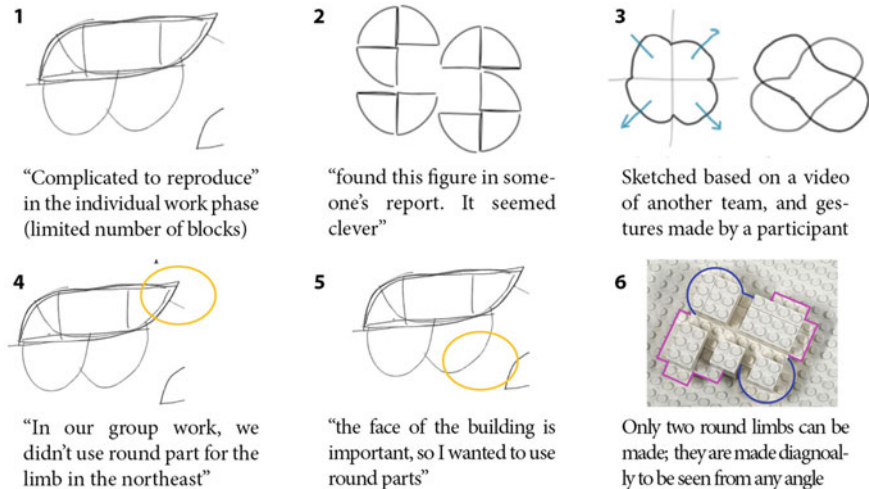 1
2
3
“Complicated to reproduce”
in the individual work phase
(limited number of blocks)
“found this figure in some-
one’s report. It seemed
clever”
Sketched based on a video
of another team, and ges-
tures made by a participant
4
5
6
“In our group work, we
didn’t use round part for the
limb in the northeast”
“the face of the building is
important, so I wanted to use
round parts”
Only two round limbs can be
made; they are made diagnoal-
ly to be seen from any angle